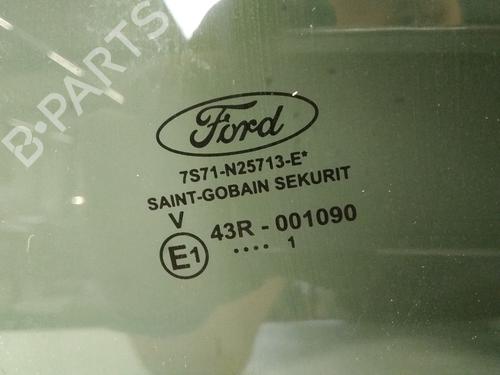 B-PARTS
Ford
7S71-N25713-E*
SAINT-GOBAIN SEKURIT
V
E1 43R - 001090
.... 1